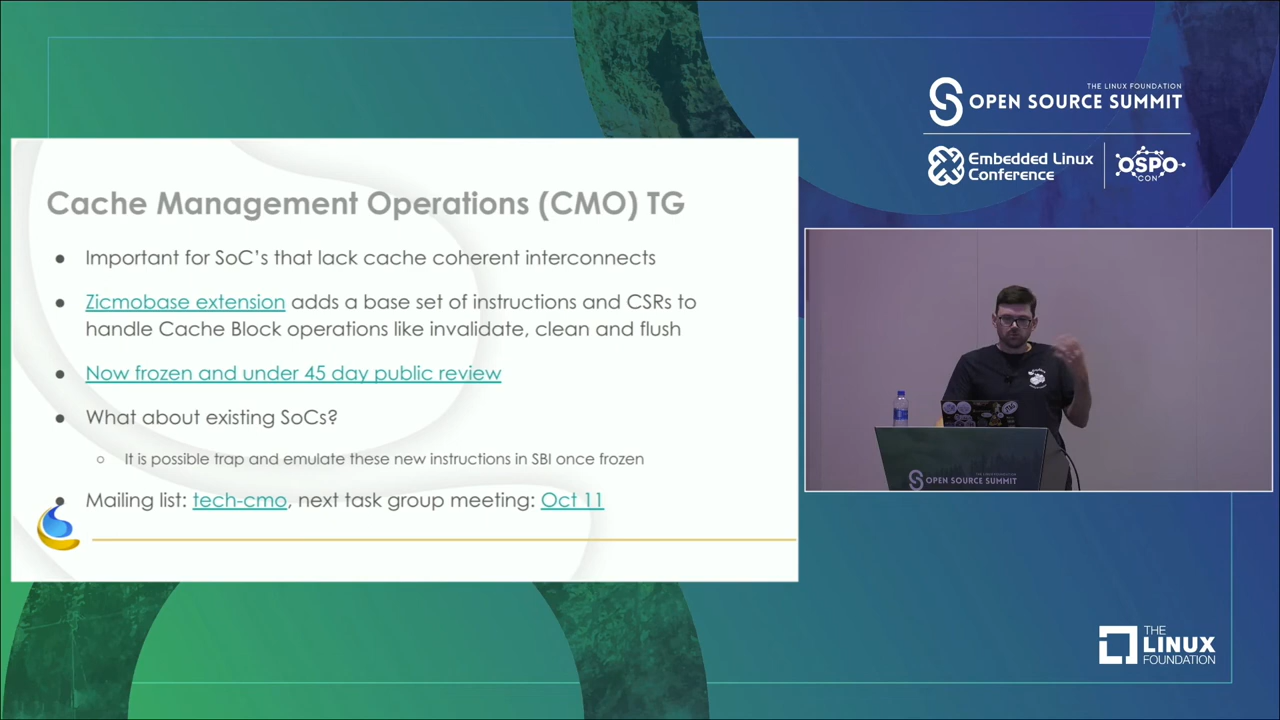 THE LINUX FOUNDATION
OPEN SOURCE SUMMIT
Embedded Linux
Conference
OSPO
CON
Cache Management Operations (CMO) TG
● Important for SoC's that lack cache coherent interconnects
● Zicmobase extension adds a base set of instructions and CSRs to
handle Cache Block operations like invalidate, clean and flush
● Now frozen and under 45 day public review
● What about existing SoCs?
○ It is possible trap and emulate these new instructions in SBI once frozen
● Mailing list: tech-cmo, next task group meeting: Oct 11
OPEN SOURCE SUMMIT
THE
LINUX
FOUNDATION